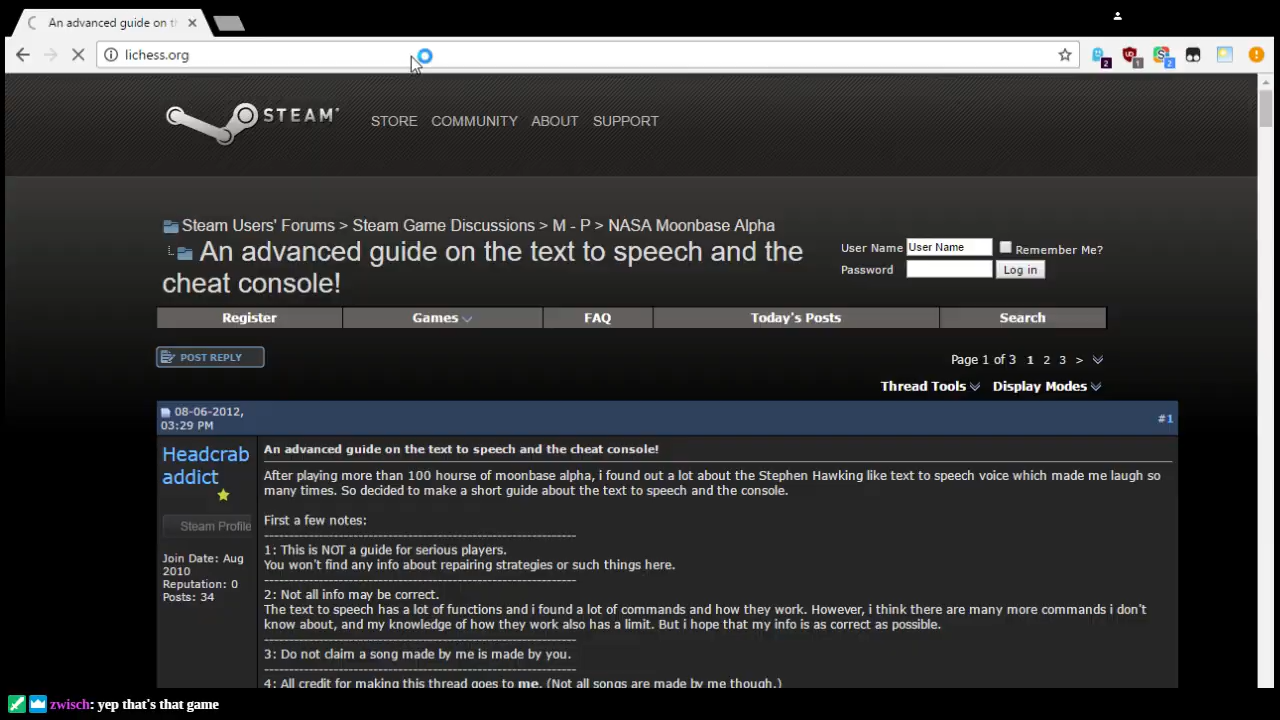 An advanced guide on th
lichess.org
2
1
2
STEAM
STORE COMMUNITY ABOUT SUPPORT
Steam Users' Forums > Steam Game Discussions > M - P > NASA Moonbase Alpha
An advanced guide on the text to speech and the
cheat console!
User Name User Name Remember Me?
Password Log in
Register Games FAQ Today's Posts Search
POST REPLY
Page 1 of 3 1 2 3 >
Thread Tools Display Modes
08-06-2012,
03:29 PM
#1
Headcrab
addict
Steam Profile
Join Date: Aug
2010
Reputation: 0
Posts: 34
An advanced guide on the text to speech and the cheat console!
After playing more than 100 hourse of moonbase alpha, i found out a lot about the Stephen Hawking like text to speech voice which made me laugh so
many times. So decided to make a short guide about the text to speech and the console.
First a few notes:
--------------------------------------------------------------
1: This is NOT a guide for serious players.
You won't find any info about repairing strategies or such things here.
--------------------------------------------------------------
2: Not all info may be correct.
The text to speech has a lot of functions and i found a lot of commands and how they work. However, i think there are many more commands i don't
know about, and my knowledge of how they work also has a limit. But i hope that my info is as correct as possible.
--------------------------------------------------------------
3: Do not claim a song made by me is made by you.
--------------------------------------------------------------
4: All credit for making this thread goes to me. (Not all songs are made by me though.)
zwisch: yep that's that game